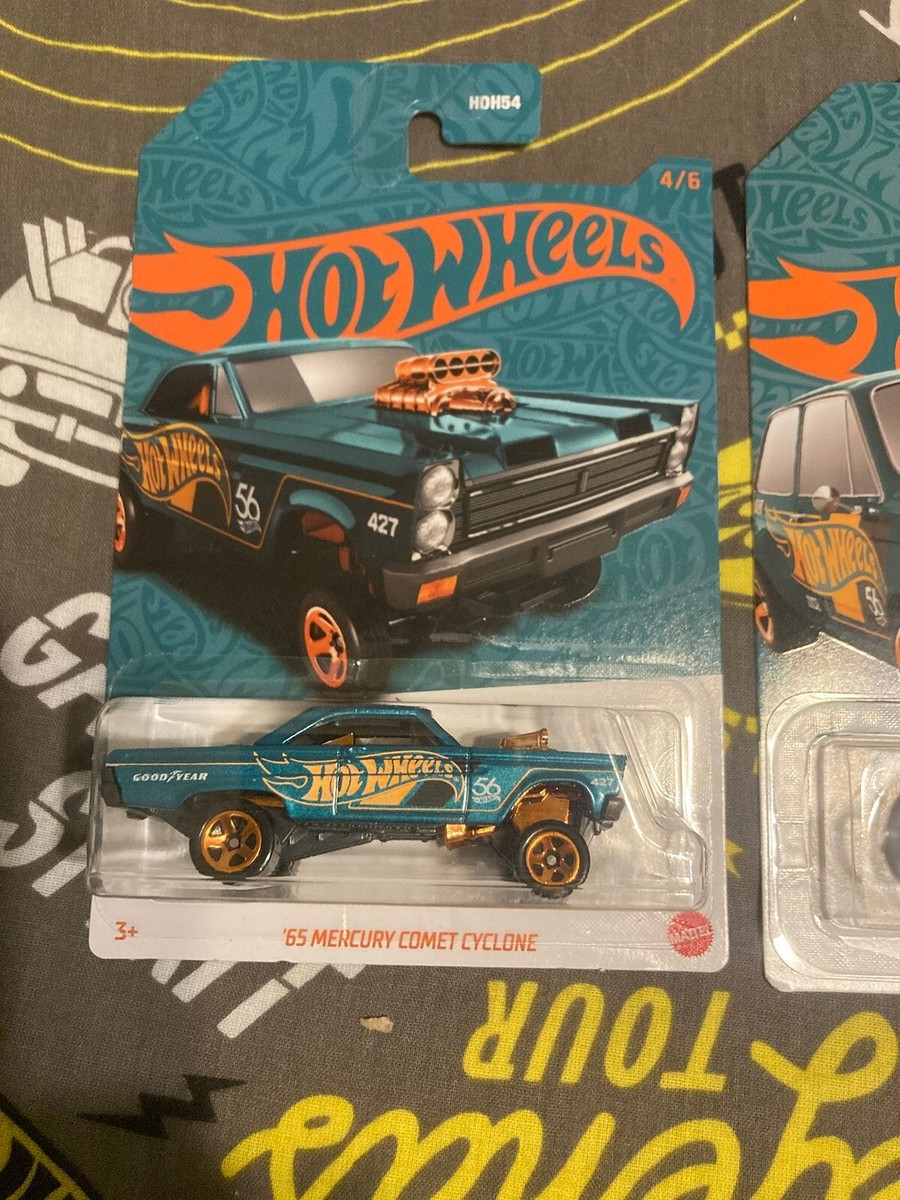 HDH54
4/6
HOT WHEELS
HOT WHEELS
56
427
HOT WHEELS
56
GOODYEAR
HOT WHEELS
56
427
3+
'65 MERCURY COMET CYCLONE
MATTEL
TOUR